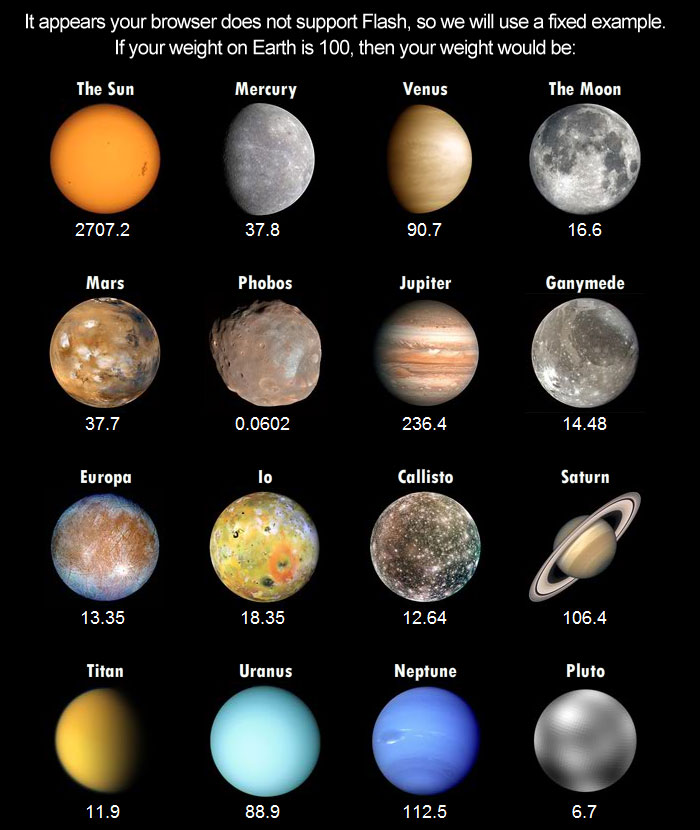 It appears your browser does not support Flash, so we will use a fixed example.
If your weight on Earth is 100, then your weight would be:
The Sun Mercury Venus The Moon
2707.2 37.8 90.7 16.6
Mars Phobos Jupiter Ganymede
37.7 0.0602 236.4 14.48
Europa Io Callisto Saturn
13.35 18.35 12.64 106.4
Titan Uranus Neptune Pluto
11.9 88.9 112.5 6.7